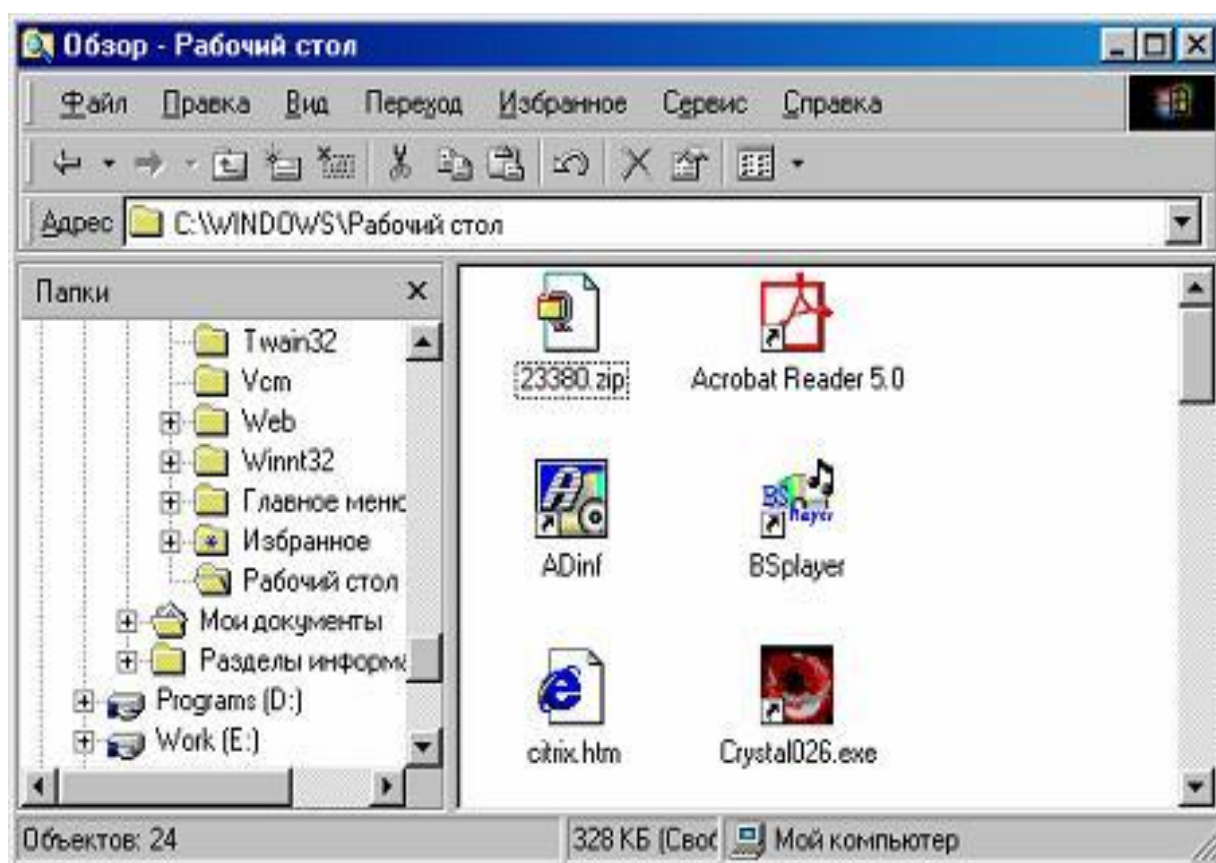 Обзор - Рабочий стол
Файл Правка Вид Переход Избранное Сервис Справка
Адрес C:\WINDOWS\Рабочий стол
Папки
Twain32
Vcm
Web
Winnt32
Главное меню
Избранное
Рабочий стол
Мои документы
Разделы информа
Programs (D:)
Work (E:)
23380.zip Acrobat Reader 5.0
ADinf BSplayer
citrix.htm Crystal026.exe
Объектов: 24 328 КБ (Своб Мой компьютер